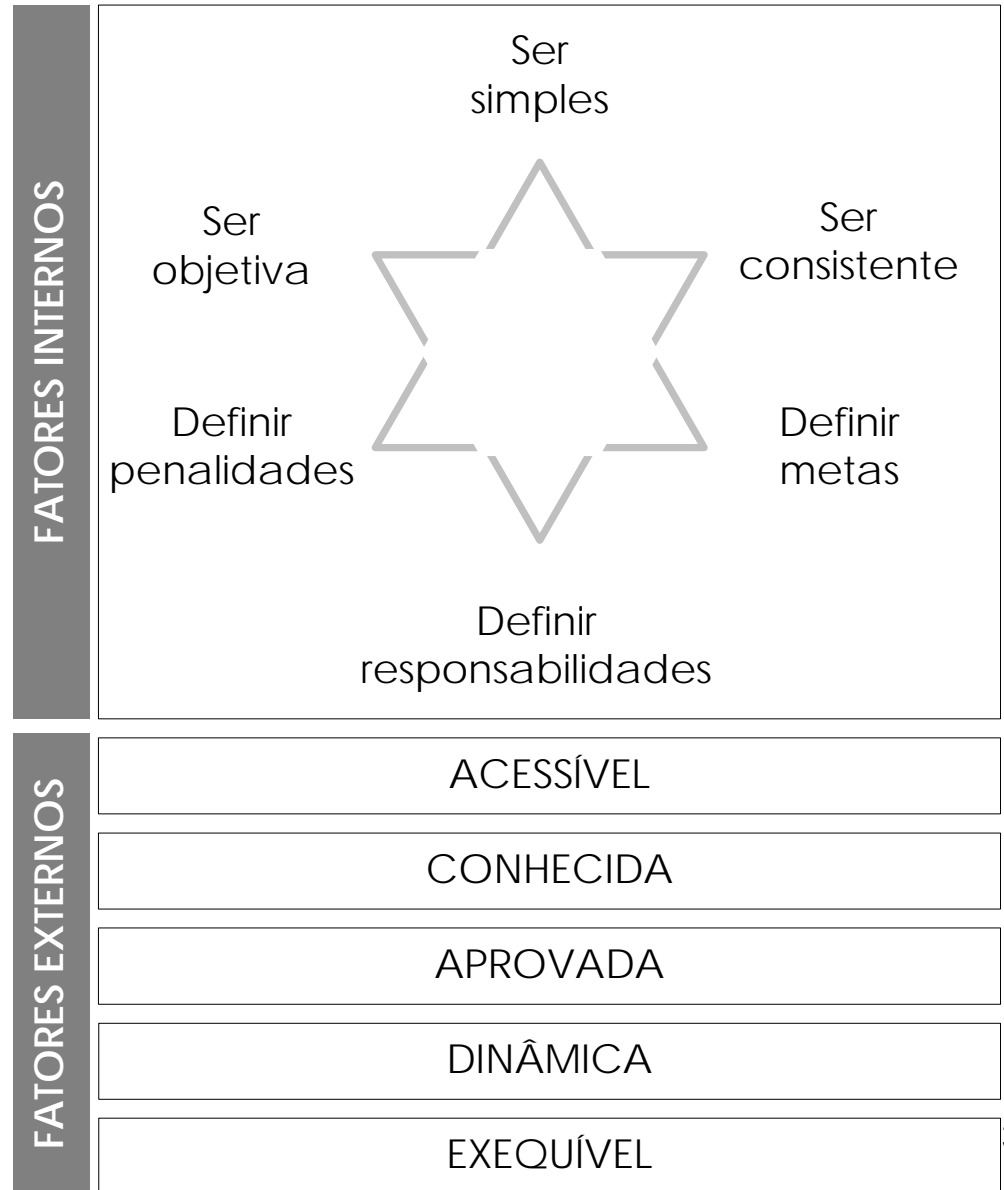 FATORES INTERNOS
Ser
simples
Ser
objetiva
Ser
consistente
Definir
penalidades
Definir
metas
Definir
responsabilidades
FATORES EXTERNOS
ACESSÍVEL
CONHECIDA
APROVADA
DINÂMICA
EXEQUÍVEL